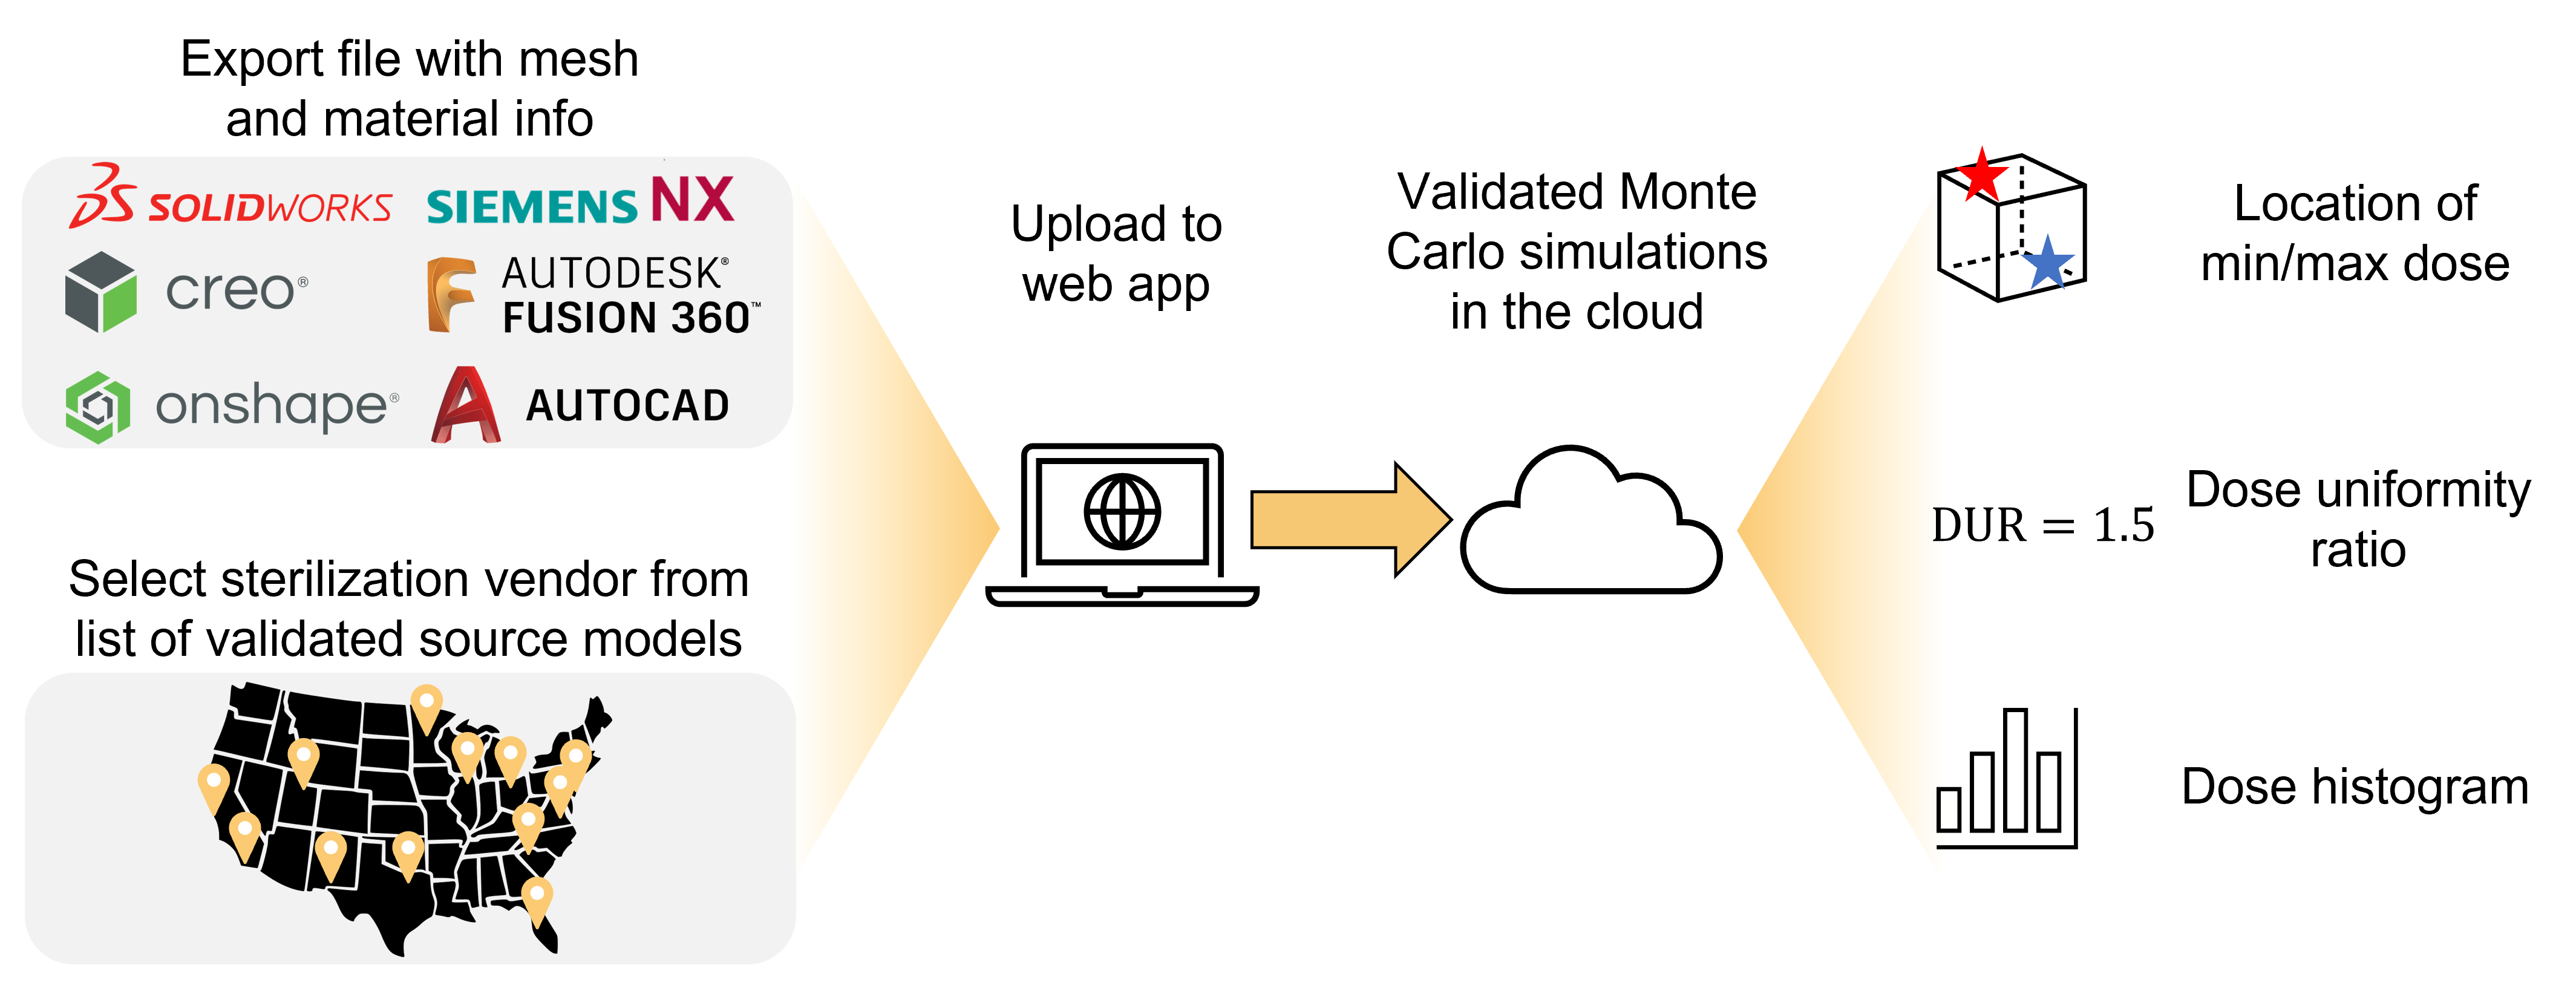 Export file with mesh
and material info
SOLIDWORKS
SIEMENS NX
creo®
AUTODESK®
FUSION 360™
onshape®
AUTOCAD
Select sterilization vendor from
list of validated source models
Upload to
web app
Validated Monte
Carlo simulations
in the cloud
Location of
min/max dose
DUR = 1.5
Dose uniformity
ratio
Dose histogram